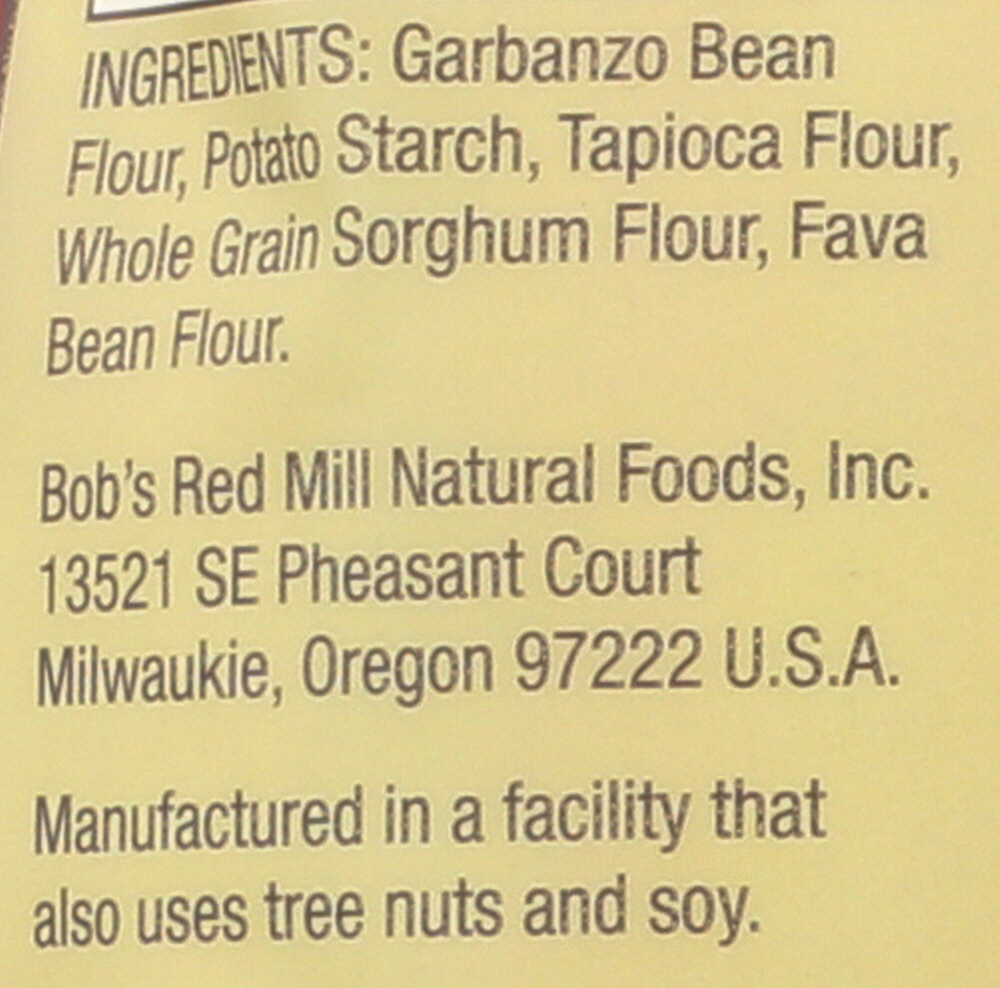 INGREDIENTS: Garbanzo Bean
Flour, Potato Starch, Tapioca Flour,
Whole Grain Sorghum Flour, Fava
Bean Flour.
Bob's Red Mill Natural Foods, Inc.
13521 SE Pheasant Court
Milwaukie, Oregon 97222 U.S.A.
Manufactured in a facility that
also uses tree nuts and soy.